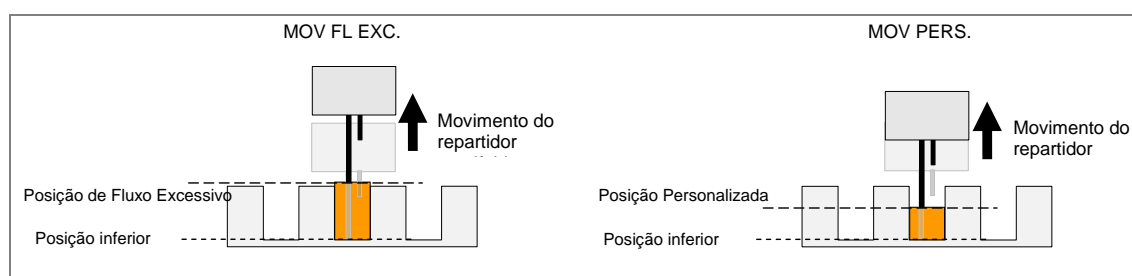 MOV FL EXC.
Movimento do
repartidor
Posição de Fluxo Excessivo
Posição inferior
MOV PERS.
Movimento do
repartidor
Posição Personalizada
Posição inferior